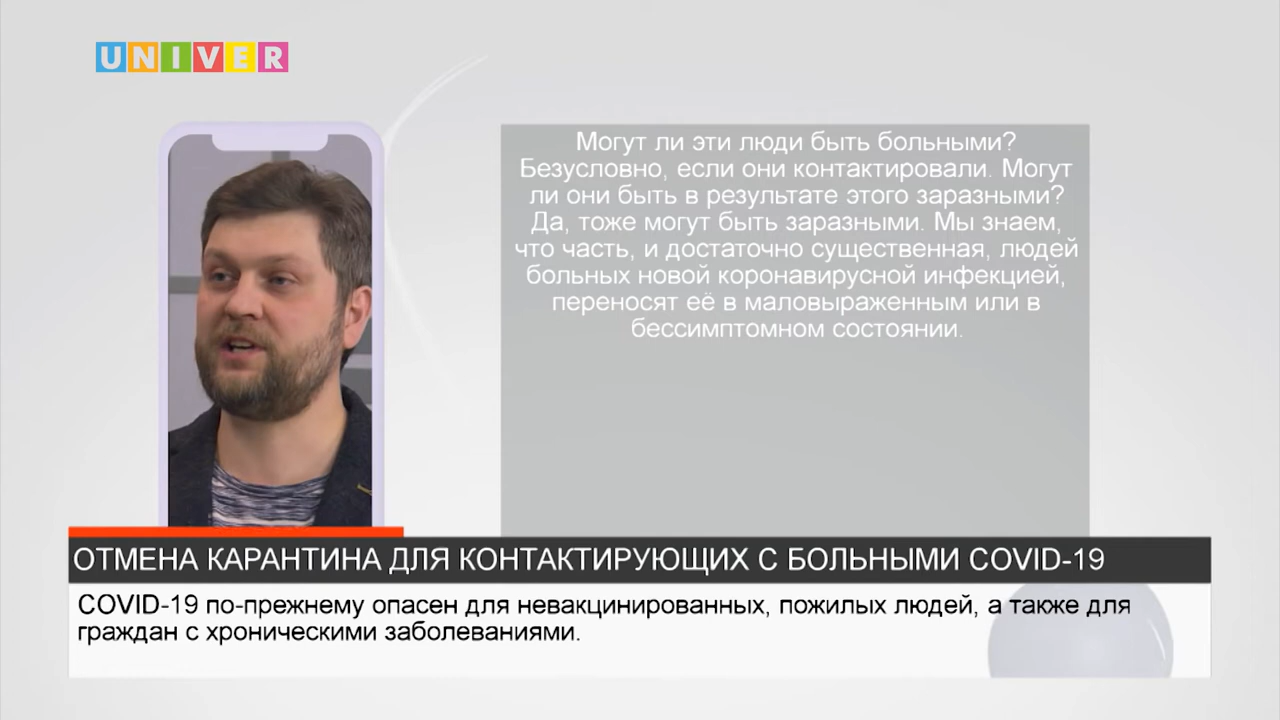 UNIVER
Могут ли эти люди быть больными?
Безусловно, если они контактировали. Могут
ли они быть в результате этого заразными?
Да, тоже могут быть заразными. Мы знаем,
что часть, и достаточно существенная, людей
больных новой коронавирусной инфекцией,
переносят её в маловыраженным или в
бессимптомном состоянии.
ОТМЕНА КАРАНТИНА ДЛЯ КОНТАКТИРУЮЩИХ С БОЛЬНЫМИ COVID-19
COVID-19 по-прежнему опасен для невакцинированных, пожилых людей, а также для
граждан с хроническими заболеваниями.